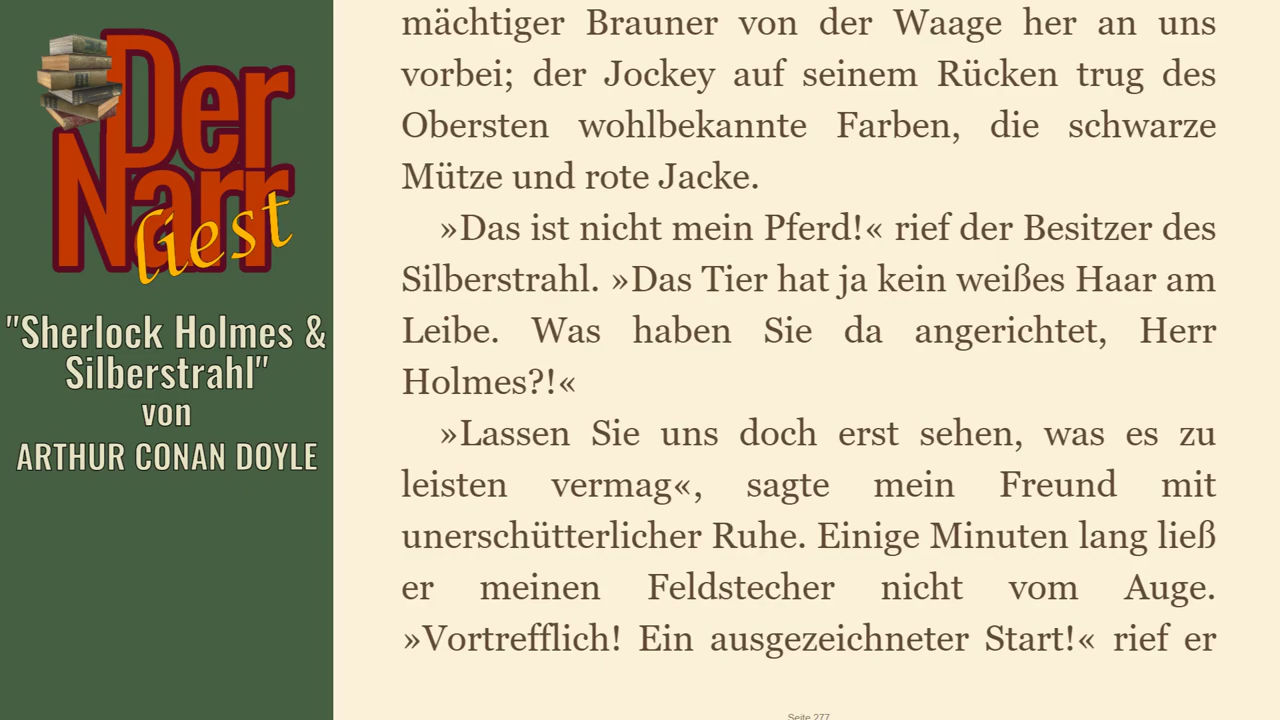 Der
Narr
liest
"Sherlock Holmes &
Silberstrahl"
von
ARTHUR CONAN DOYLE
mächtiger Brauner von der Waage her an uns
vorbei; der Jockey auf seinem Rücken trug des
Obersten wohlbekannte Farben, die schwarze
Mütze und rote Jacke.
»Das ist nicht mein Pferd!« rief der Besitzer des
Silberstrahl. »Das Tier hat ja kein weißes Haar am
Leibe. Was haben Sie da angerichtet, Herr
Holmes?!«
»Lassen Sie uns doch erst sehen, was es zu
leisten vermag«, sagte mein Freund mit
unerschütterlicher Ruhe. Einige Minuten lang ließ
er meinen Feldstecher nicht vom Auge.
»Vortrefflich! Ein ausgezeichneter Start!« rief er
Seite 277